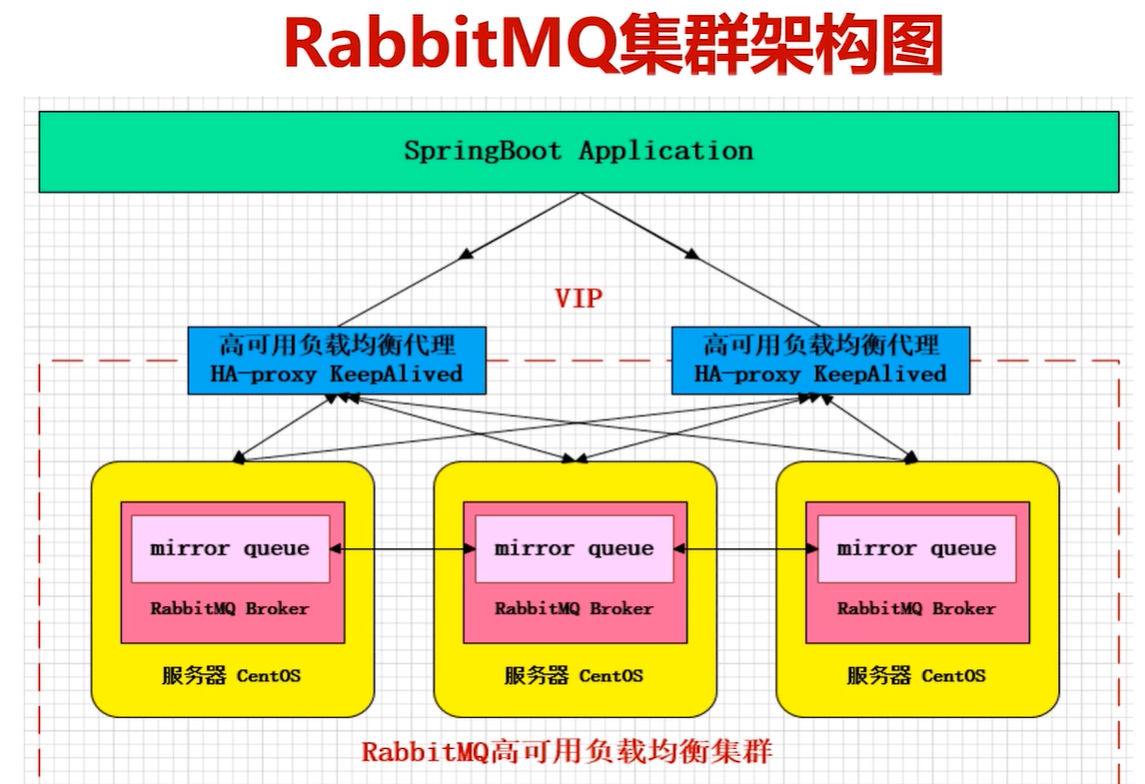 RabbitMQ集群架构图
SpringBoot Application
VIP
高可用负载均衡代理
HA-proxy KeepAlived
高可用负载均衡代理
HA-proxy KeepAlived
mirror queue
RabbitMQ Broker
服务器 CentOS
mirror queue
RabbitMQ Broker
服务器 CentOS
mirror queue
RabbitMQ Broker
服务器 CentOS
RabbitMQ高可用负载均衡集群